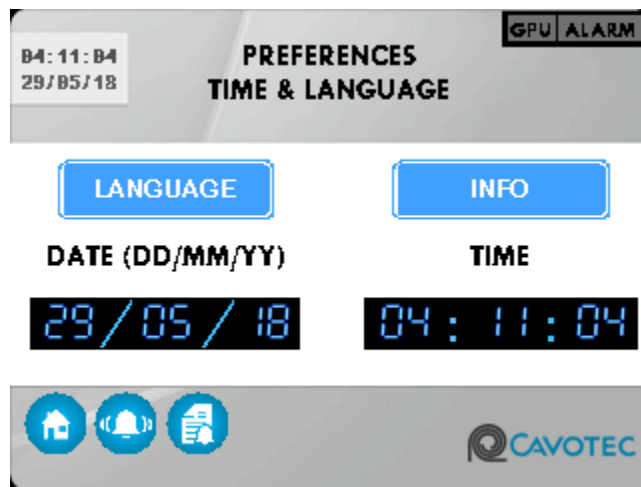 04:11:04
29/05/18
PREFERENCES
TIME & LANGUAGE
GPU ALARM
LANGUAGE
INFO
DATE (DD/MM/YY)
TIME
29/05/18
04:11:04
CAVOTEC